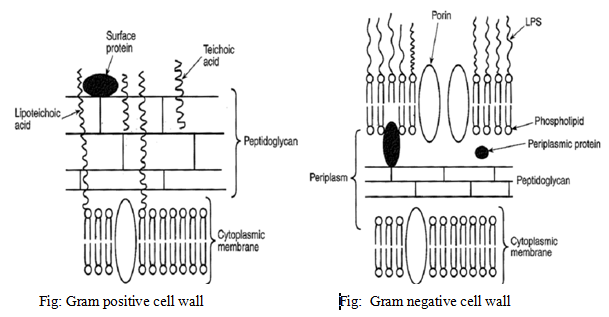 Surface
protein
Teichoic
acid
Lipoteichoic
acid
Peptidoglycan
Cytoplasmic
membrane
Fig: Gram positive cell wall
Porin
LPS
Phospholipid
Periplasmic protein
Periplasm
Peptidoglycan
Cytoplasmic
membrane
Fig: Gram negative cell wall